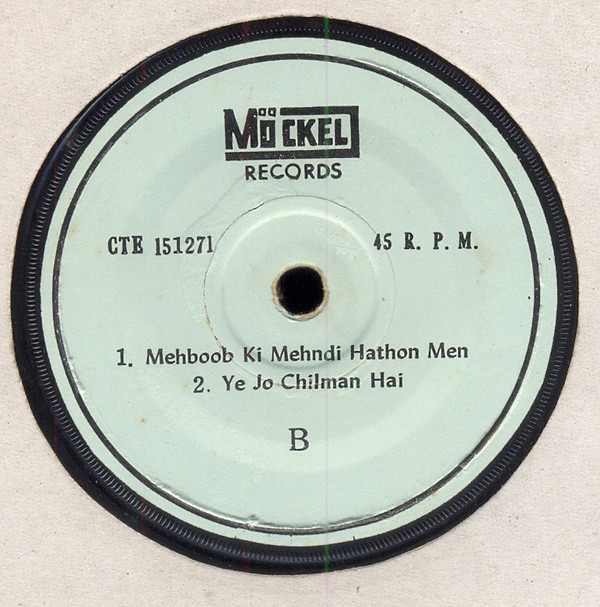 MÖCKEL
RECORDS
CTE 151271 45 R. P. M.
1. Mehboob Ki Mehndi Hathon Men
2. Ye Jo Chilman Hai
B